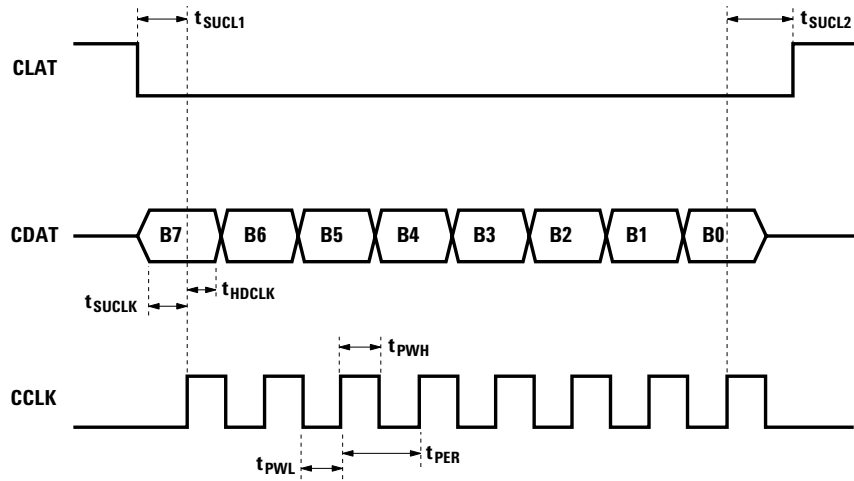 tSUCL1
tSUCL2
CLAT
CDAT
B7 B6 B5 B4 B3 B2 B1 B0
tSUCLK
tHDCLK
tPWH
CCLK
tPWL
tPER